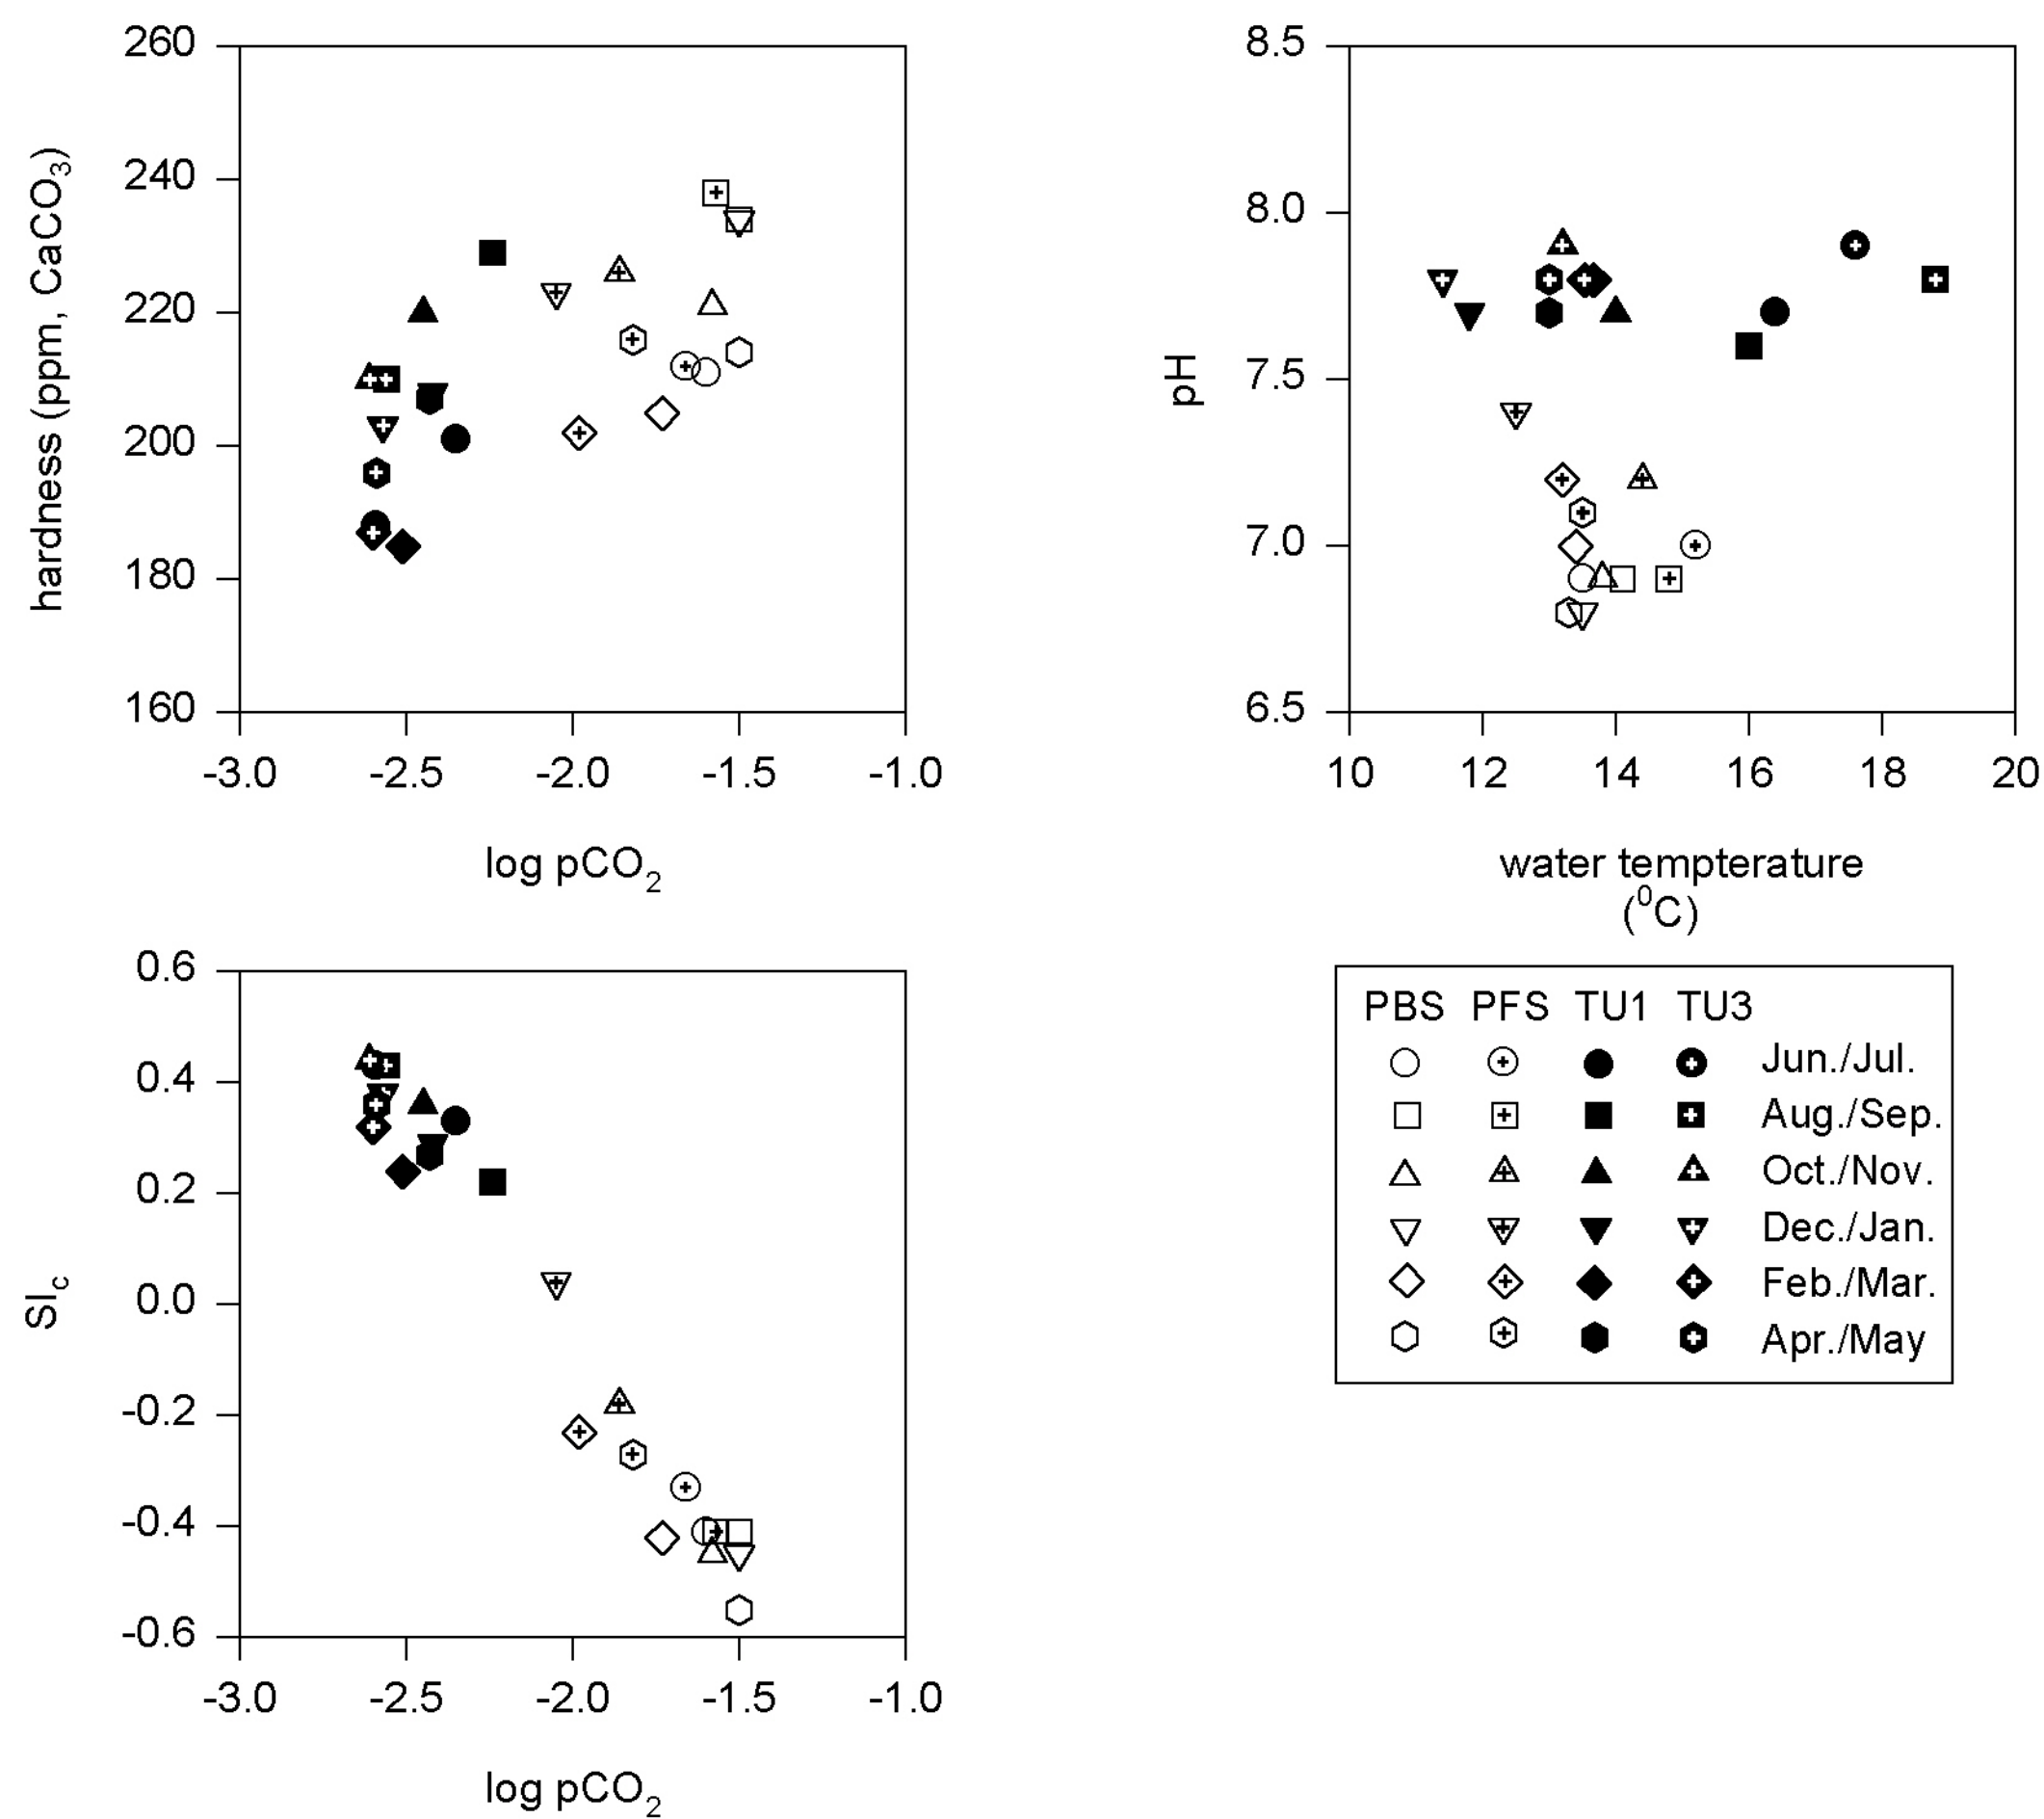 260
240
220
200
180
160
hardness (ppm, CaCO₃)
-3.0 -2.5 -2.0 -1.5 -1.0
log pCO₂
8.5
8.0
7.5
7.0
6.5
pH
10 12 14 16 18 20
water tempterature
(⁰C)
0.6
0.4
0.2
0.0
-0.2
-0.4
-0.6
SI꜀
-3.0 -2.5 -2.0 -1.5 -1.0
log pCO₂
PBS PFS TU1 TU3
Jun./Jul.
Aug./Sep.
Oct./Nov.
Dec./Jan.
Feb./Mar.
Apr./May